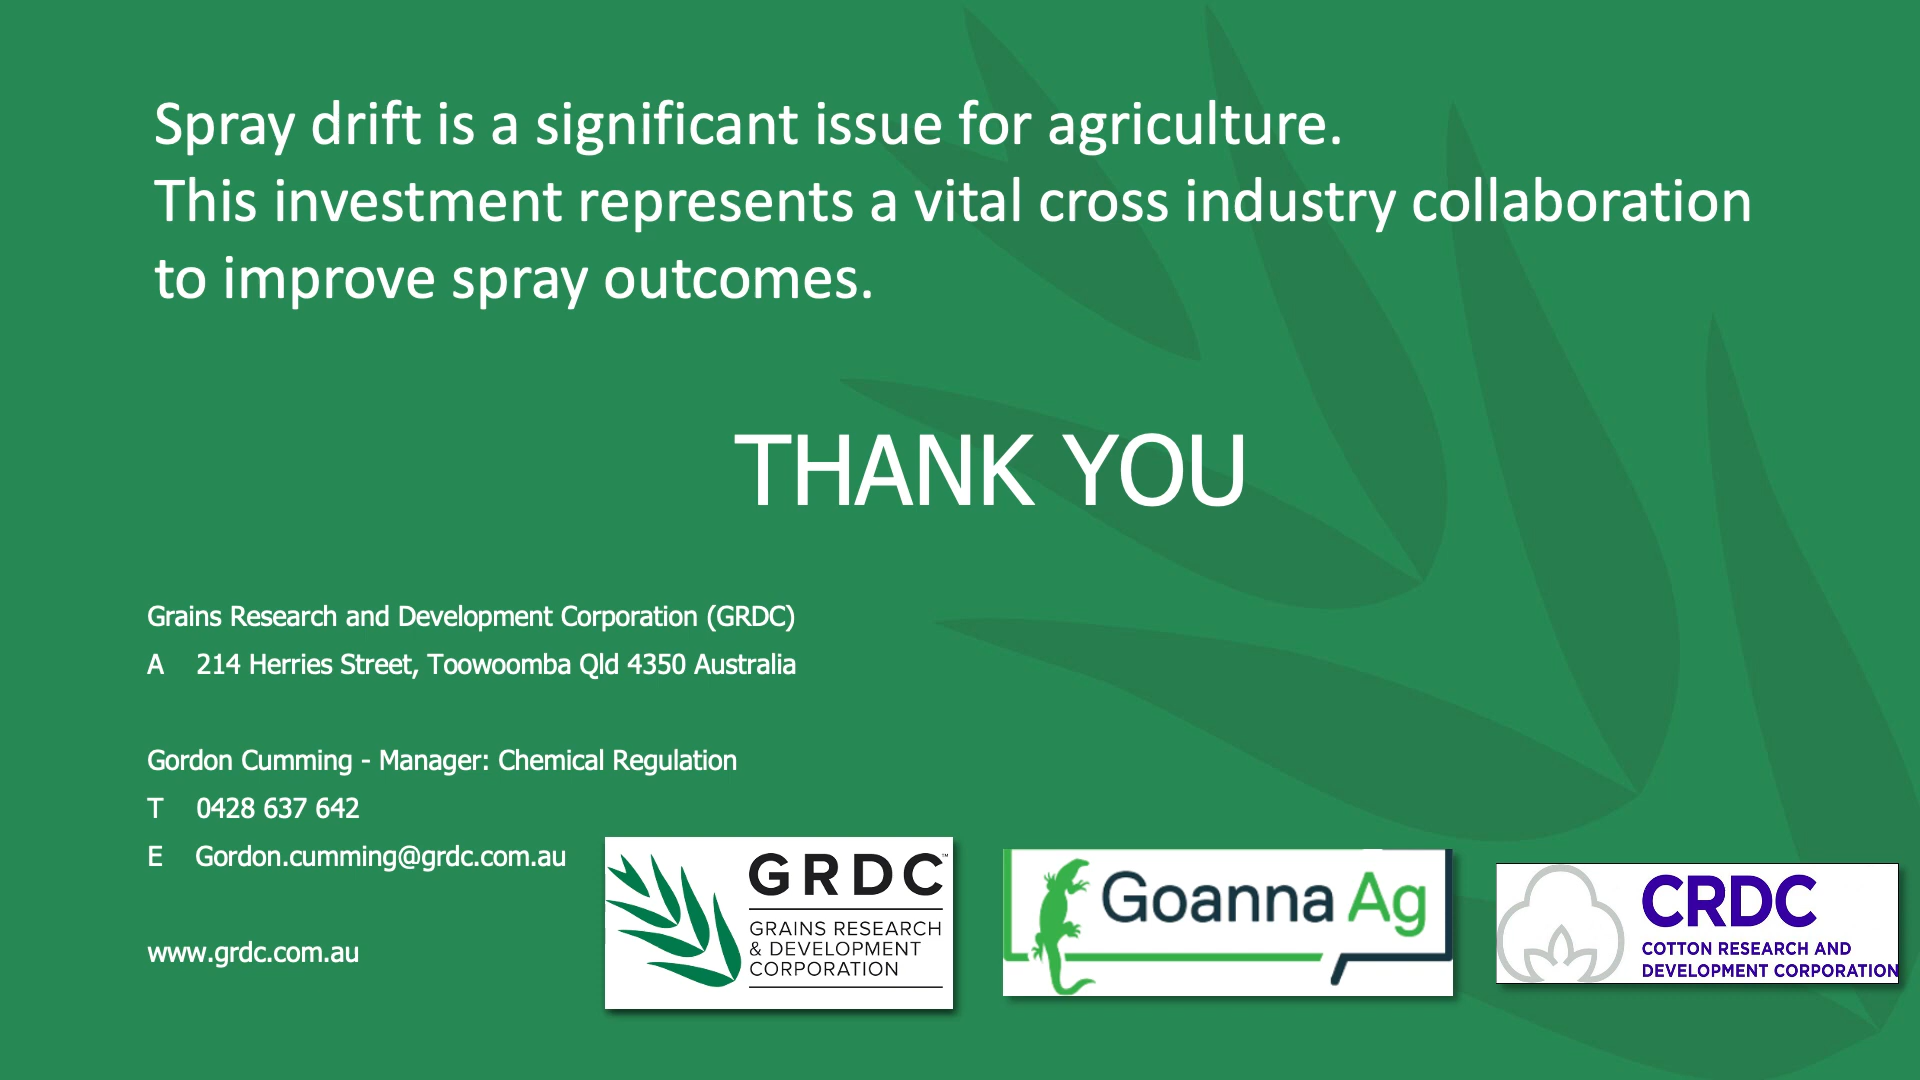 Spray drift is a significant issue for agriculture.
This investment represents a vital cross industry collaboration
to improve spray outcomes.
THANK YOU
Grains Research and Development Corporation (GRDC)
A 214 Herries Street, Toowoomba Qld 4350 Australia
Gordon Cumming - Manager: Chemical Regulation
T 0428 637 642
E Gordon.cumming@grdc.com.au
www.grdc.com.au
GRDC™
GRAINS RESEARCH
& DEVELOPMENT
CORPORATION
Goanna Ag
CRDC
COTTON RESEARCH AND
DEVELOPMENT CORPORATION